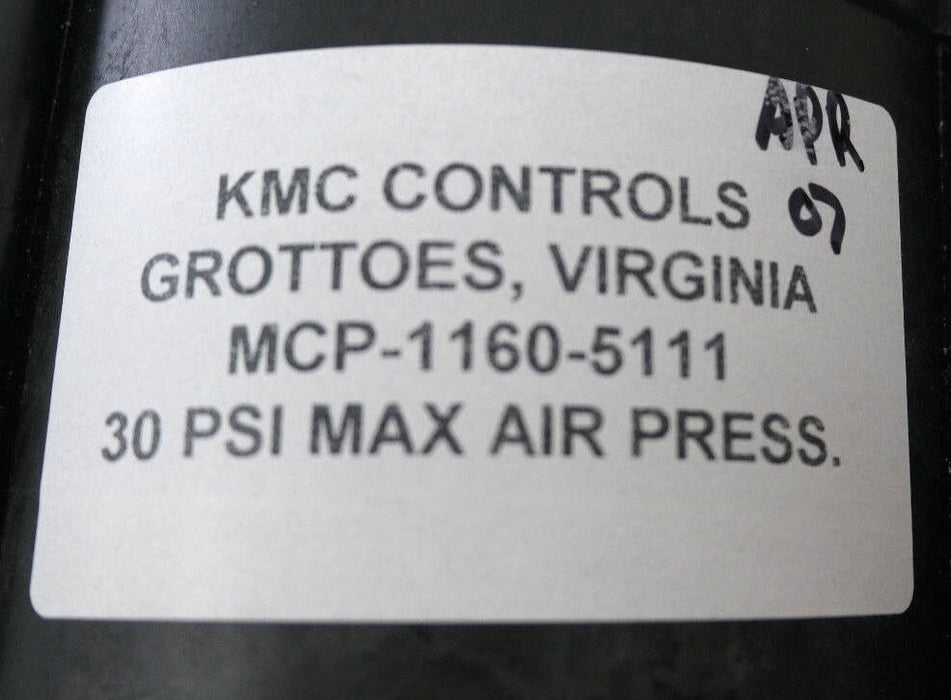 APR
07
KMC CONTROLS
GROTTOES, VIRGINIA
MCP-1160-5111
30 PSI MAX AIR PRESS.